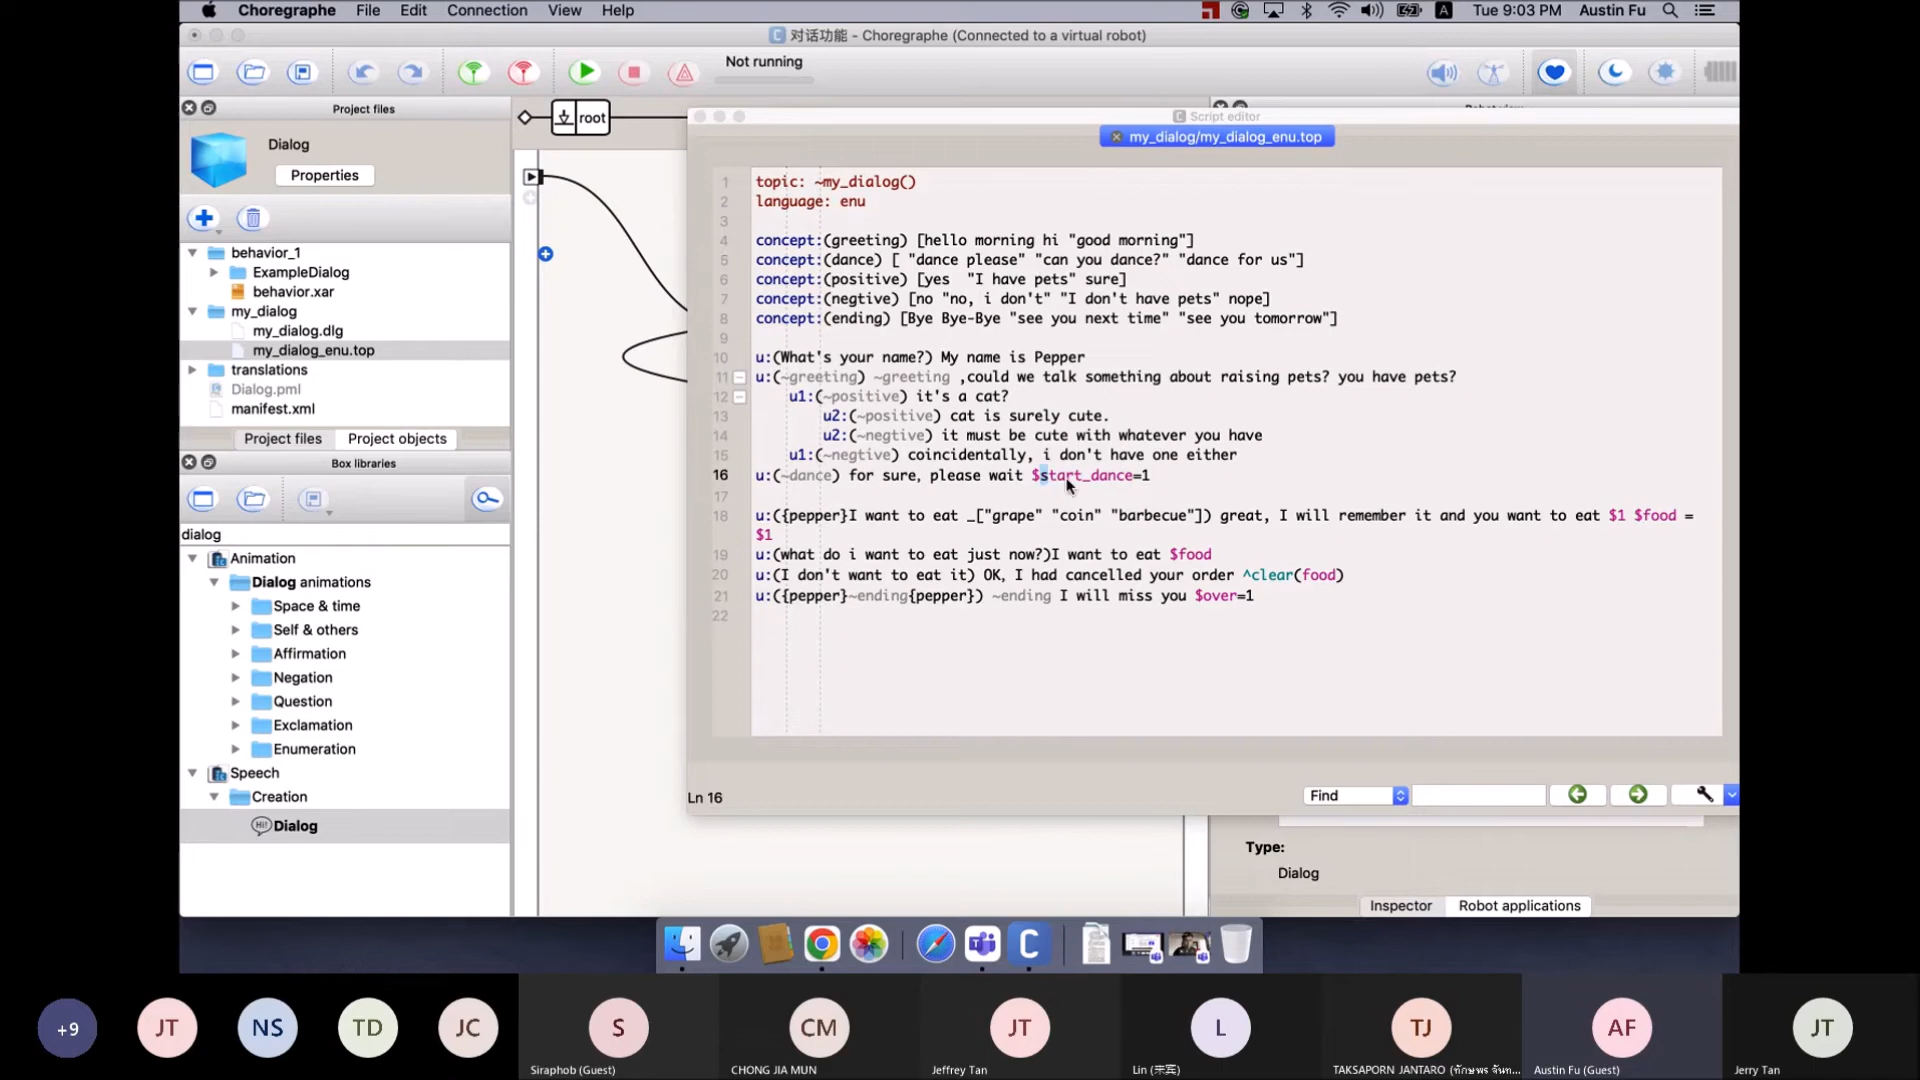 Choregraphe File Edit Connection View Help
A Tue 9:03 PM Austin Fu
对话功能 - Choregraphe (Connected to a virtual robot)
Not running
Project files
Dialog
Properties
behavior_1
ExampleDialog
behavior.xar
my_dialog
my_dialog.dlg
my_dialog_enu.top
translations
Dialog.pml
manifest.xml
Project files Project objects
Box libraries
dialog
Animation
Dialog animations
Space & time
Self & others
Affirmation
Negation
Question
Exclamation
Enumeration
Speech
Creation
Hi! Dialog
root
Script editor
my_dialog/my_dialog_enu.top
1 topic: ~my_dialog()
2 language: enu
3
4 concept:(greeting) [hello morning hi "good morning"]
5 concept:(dance) [ "dance please" "can you dance?" "dance for us"]
6 concept:(positive) [yes "I have pets" sure]
7 concept:(negtive) [no "no, i don't" "I don't have pets" nope]
8 concept:(ending) [Bye Bye-Bye "see you next time" "see you tomorrow"]
9
10 u:(What's your name?) My name is Pepper
11 u:(~greeting) ~greeting ,could we talk something about raising pets? you have pets?
12 u1:(~positive) it's a cat?
13 u2:(~positive) cat is surely cute.
14 u2:(~negtive) it must be cute with whatever you have
15 u1:(~negtive) coincidentally, i don't have one either
16 u:(~dance) for sure, please wait $start_dance=1
17
18 u:({pepper}I want to eat _["grape" "coin" "barbecue"]) great, I will remember it and you want to eat $1 $food =
$1
19 u:(what do i want to eat just now?)I want to eat $food
20 u:(I don't want to eat it) OK, I had cancelled your order ^clear(food)
21 u:({pepper}~ending{pepper}) ~ending I will miss you $over=1
22
Ln 16
Find
Type:
Dialog
Inspector Robot applications
+9 JT NS TD JC S CM JT L TJ AF JT
Siraphob (Guest) CHONG JIA MUN Jeffrey Tan Lin (宋宾) TAKSAPORN JANTARO (ทักษพร จันท... Austin Fu (Guest) Jerry Tan